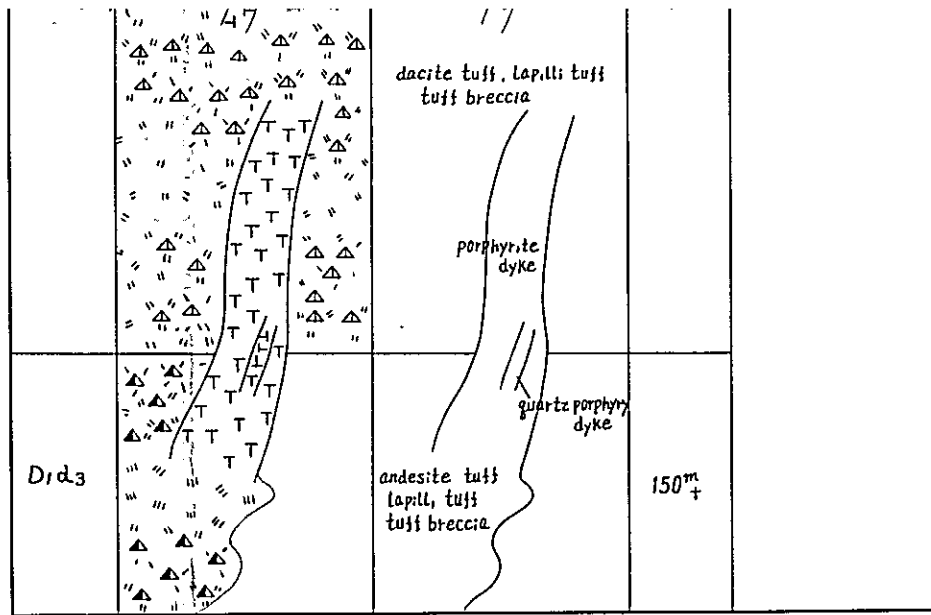 dacite tuff, lapilli tuff
tuff breccia
porphyrite
dyke
quartz porphyry
dyke
D1d3
andesite tuff
lapilli, tuff
tuff breccia
150m+